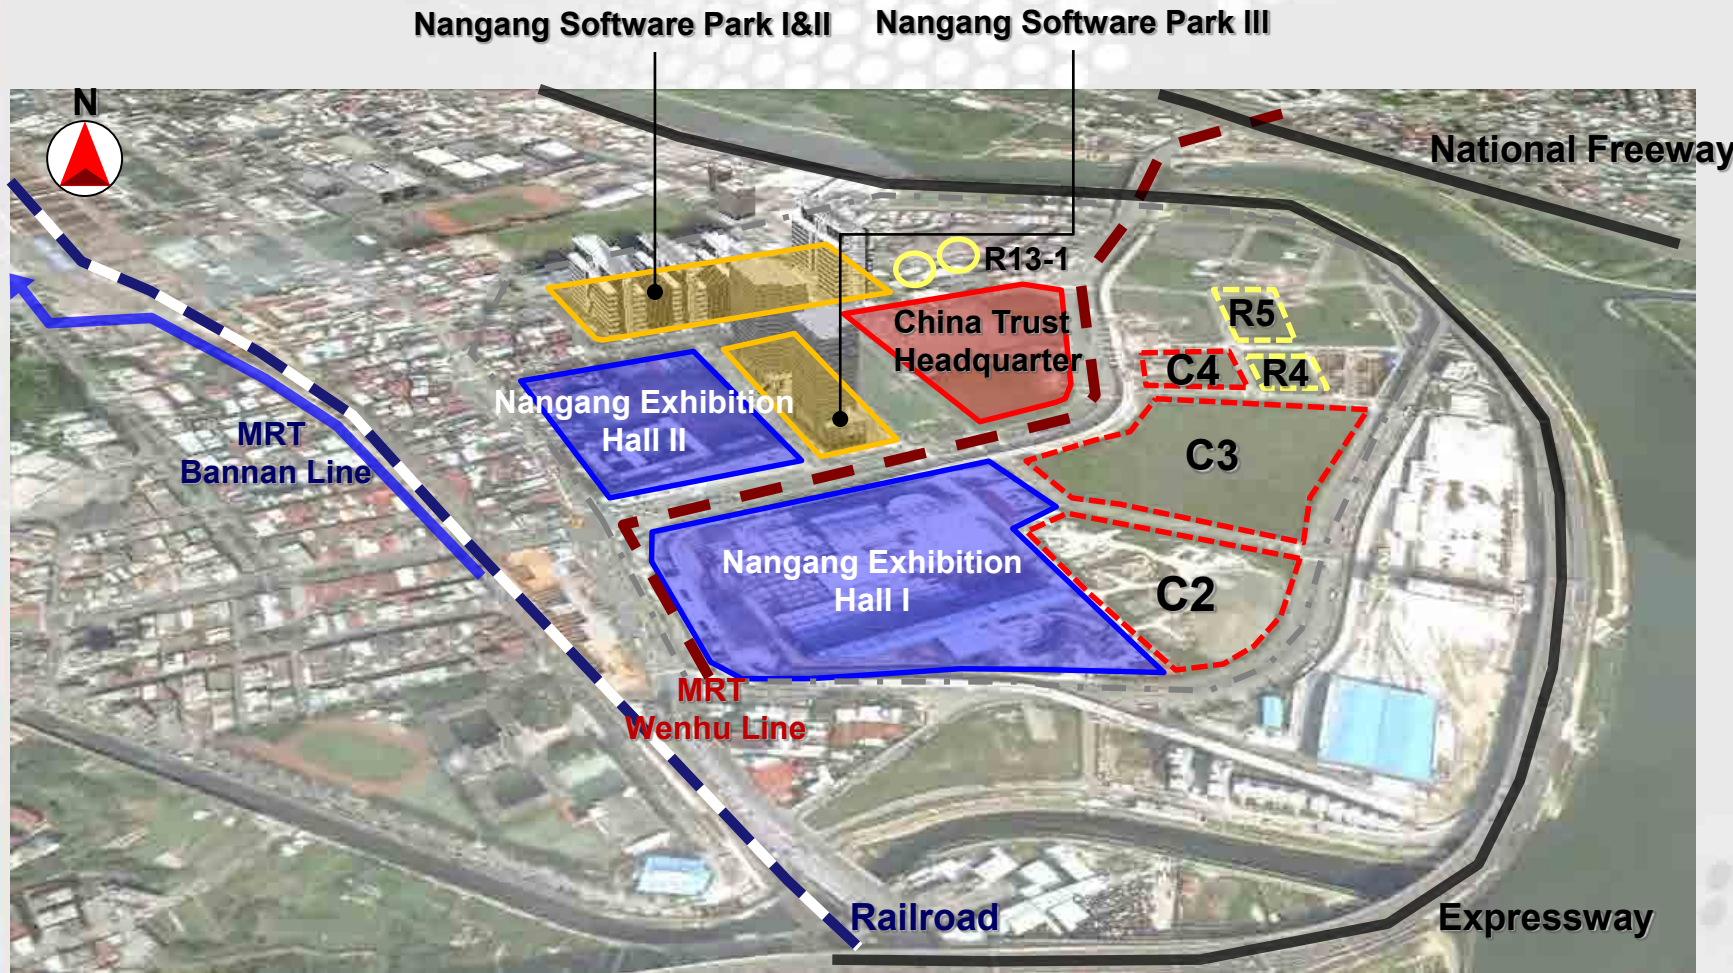 Nangang Software Park I&II
Nangang Software Park III
N
National Freeway
R13-1
R5
China Trust
Headquarter
C4
R4
Nangang Exhibition
Hall II
MRT
Bannan Line
C3
Nangang Exhibition
Hall I
C2
MRT
Wenhu Line
Railroad
Expressway